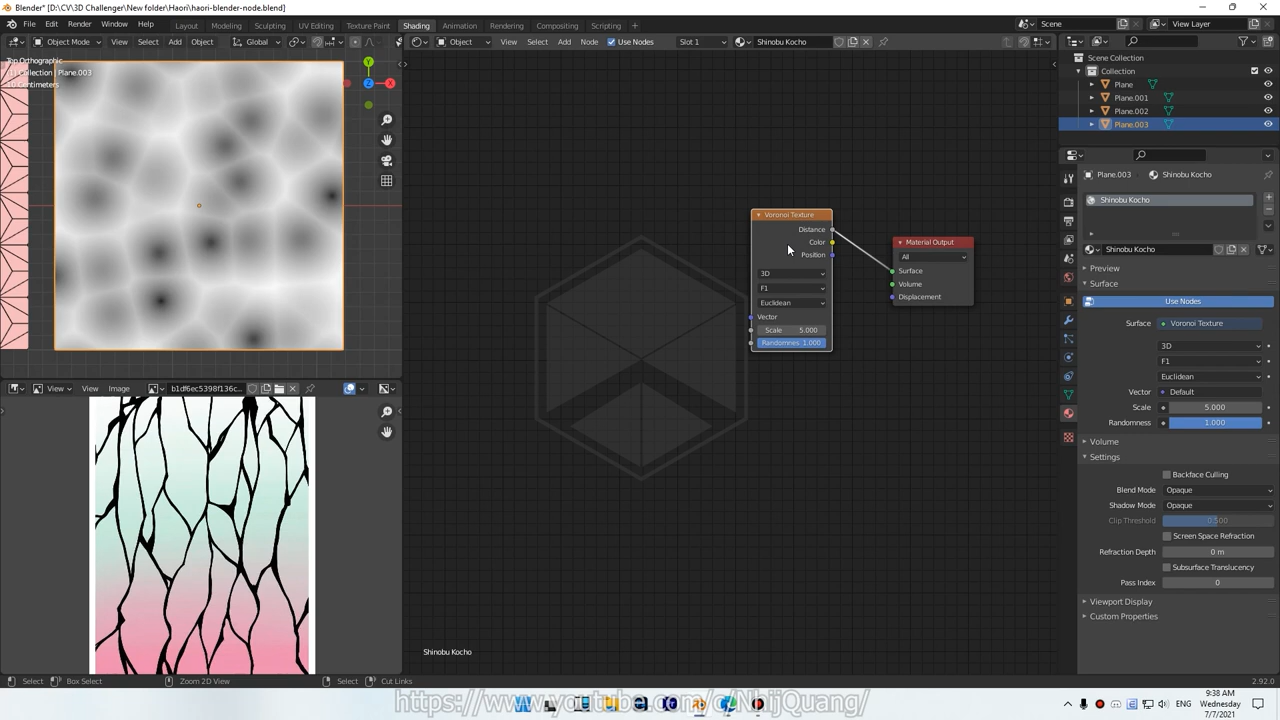 Blender* [D:\CV\3D Challenger\New folder\Haori\haori-blender-node.blend]
File Edit Render Window Help Layout Modeling Sculpting UV Editing Texture Paint Shading Animation Rendering Compositing Scripting + Scene View Layer
Object Mode View Select Add Object Global
Object View Select Add Node Use Nodes Slot 1 Shinobu Kocho
Top Orthographic
(1) Collection | Plane.003
Centimeters
Y
Z
X
Scene Collection
Collection
Plane
Plane.001
Plane.002
Plane.003
Voronoi Texture
Distance
Color
Position
3D
F1
Euclidean
Vector
Scale 5.000
Randomnes 1.000
Material Output
All
Surface
Volume
Displacement
Plane.003 Shinobu Kocho
Shinobu Kocho
Shinobu Kocho
Preview
Surface
Use Nodes
Surface Voronoi Texture
3D
F1
Euclidean
Vector Default
Scale 5.000
Randomness 1.000
Volume
Settings
Backface Culling
Blend Mode Opaque
Shadow Mode Opaque
Clip Threshold 0.500
Screen Space Refraction
Refraction Depth 0 m
Subsurface Translucency
Pass Index 0
Viewport Display
Custom Properties
View View Image b1df6ec5398f136c...
Shinobu Kocho
Select Box Select Zoom 2D View Select Cut Links 2.92.0
https://www.youtube.com/c/NhijQuang/
ENG
9:38 AM
Wednesday
7/7/2021